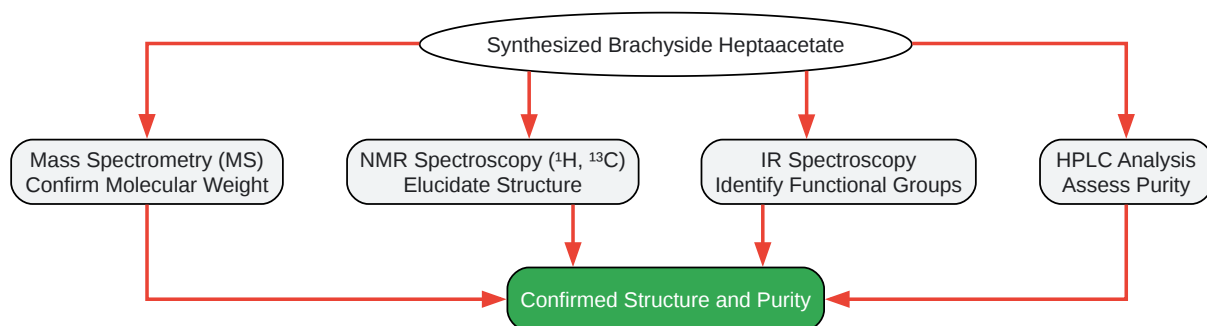 Synthesized Brachyside Heptaacetate
Mass Spectrometry (MS)
Confirm Molecular Weight
NMR Spectroscopy (¹H, ¹³C)
Elucidate Structure
IR Spectroscopy
Identify Functional Groups
HPLC Analysis
Assess Purity
Confirmed Structure and Purity